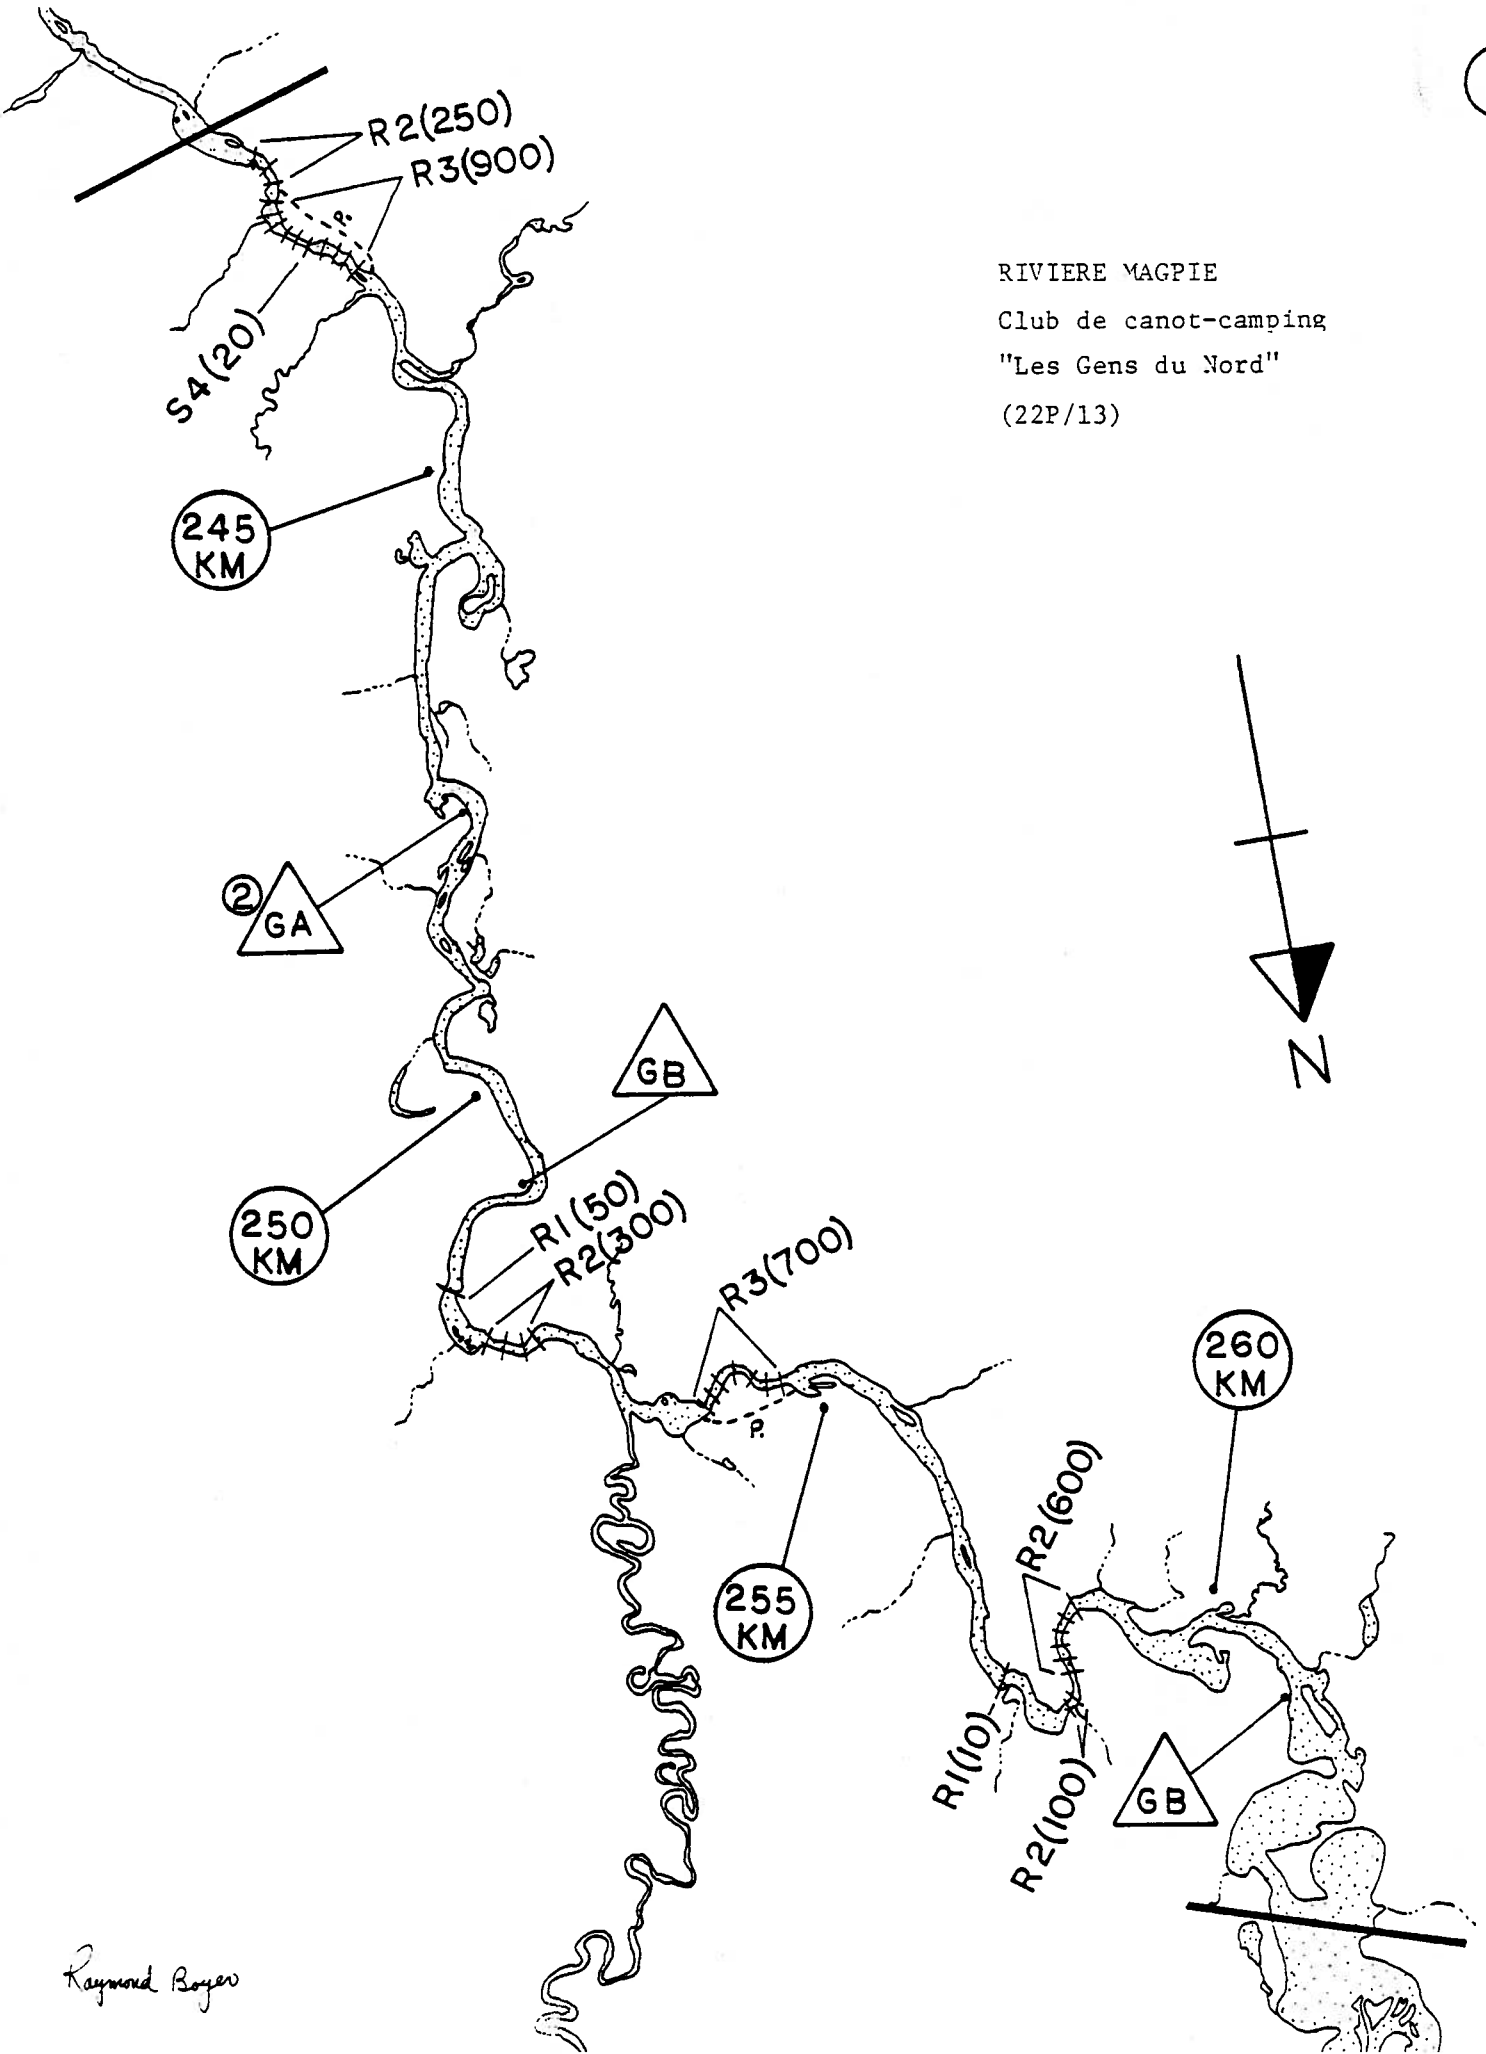 R2(250)
R3(900)
P.
RIVIERE MAGPIE
Club de canot-camping
"Les Gens du Nord"
(22P/13)
S4(20)
245
KM
2
GA
N
GB
R1(50)
R2(300)
250
KM
R3(700)
P.
260
KM
R2(600)
255
KM
R1(10)
R2(100)
GB
Raymond Boyer